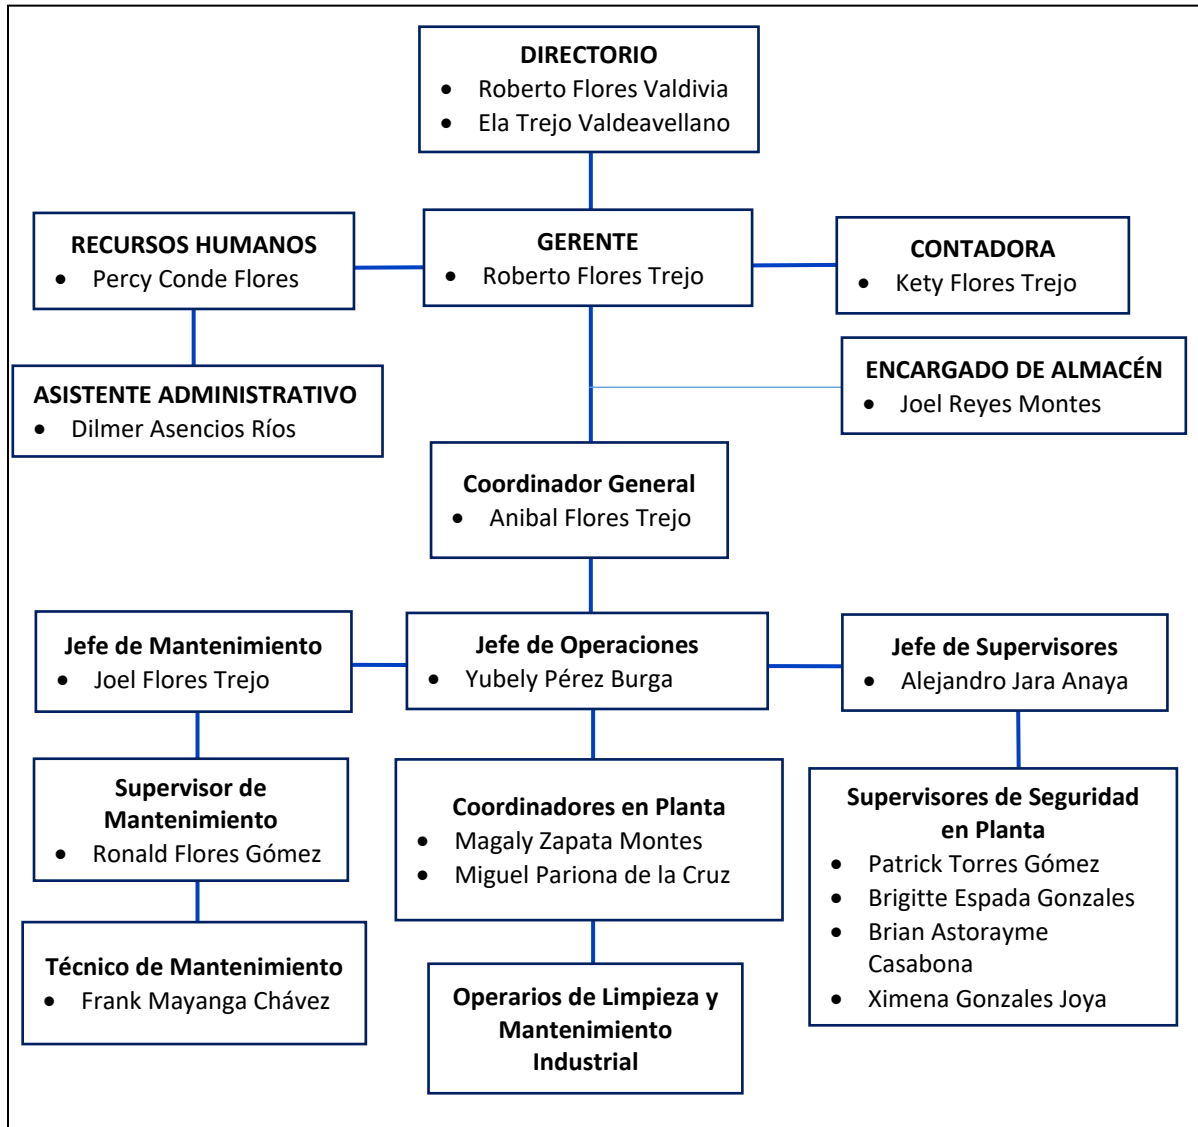 DIRECTORIO
• Roberto Flores Valdivia
• Ela Trejo Valdeavellano
RECURSOS HUMANOS
• Percy Conde Flores
GERENTE
• Roberto Flores Trejo
CONTADORA
• Kety Flores Trejo
ASISTENTE ADMINISTRATIVO
• Dilmer Asencios Ríos
ENCARGADO DE ALMACÉN
• Joel Reyes Montes
Coordinador General
• Anibal Flores Trejo
Jefe de Mantenimiento
• Joel Flores Trejo
Jefe de Operaciones
• Yubely Pérez Burga
Jefe de Supervisores
• Alejandro Jara Anaya
Supervisor de
Mantenimiento
• Ronald Flores Gómez
Coordinadores en Planta
• Magaly Zapata Montes
• Miguel Pariona de la Cruz
Supervisores de Seguridad
en Planta
• Patrick Torres Gómez
• Brigitte Espada Gonzales
• Brian Astorayme
Casabona
• Ximena Gonzales Joya
Técnico de Mantenimiento
• Frank Mayanga Chávez
Operarios de Limpieza y
Mantenimiento
Industrial